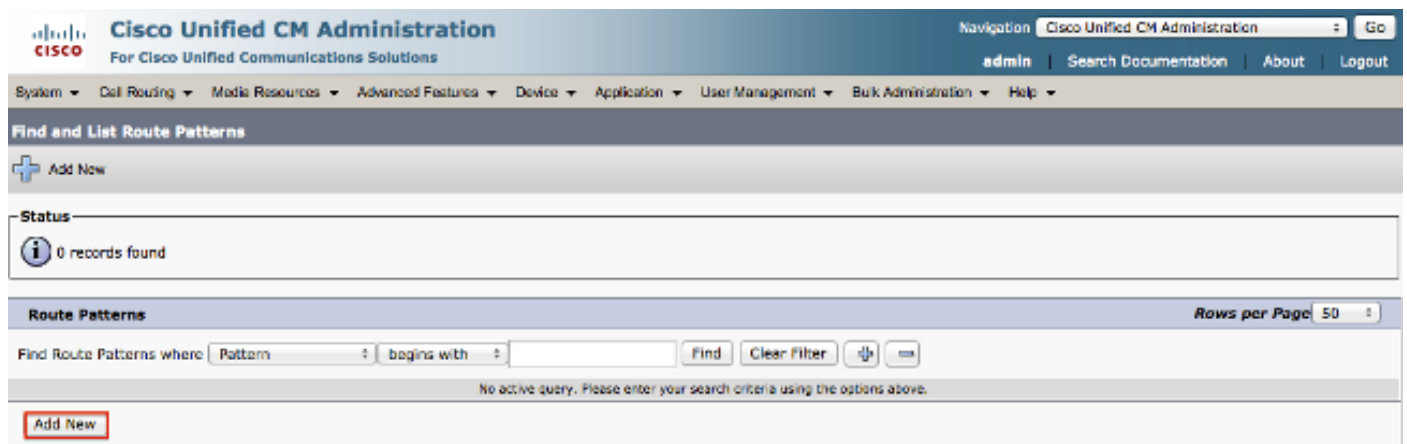 CISCO
Cisco Unified CM Administration
For Cisco Unified Communications Solutions
Navigation Cisco Unified CM Administration Go
admin Search Documentation About Logout
System Call Routing Media Resources Advanced Features Device Application User Management Bulk Administration Help
Find and List Route Patterns
Add New
Status
0 records found
Route Patterns
Rows per Page 50
Find Route Patterns where Pattern begins with Find Clear Filter
No active query. Please enter your search criteria using the options above.
Add New